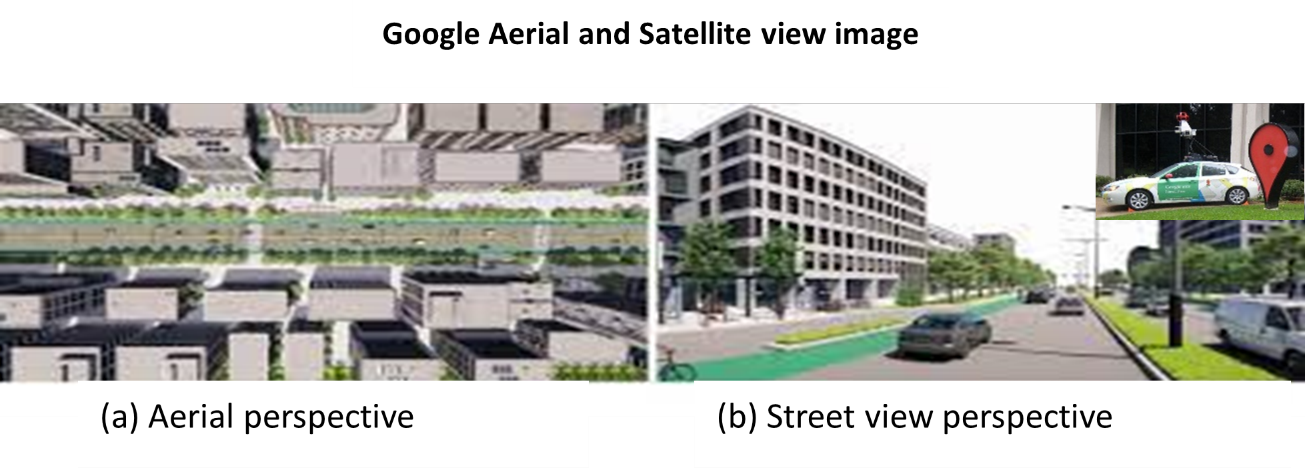 Google Aerial and Satellite view image
(a) Aerial perspective
(b) Street view perspective